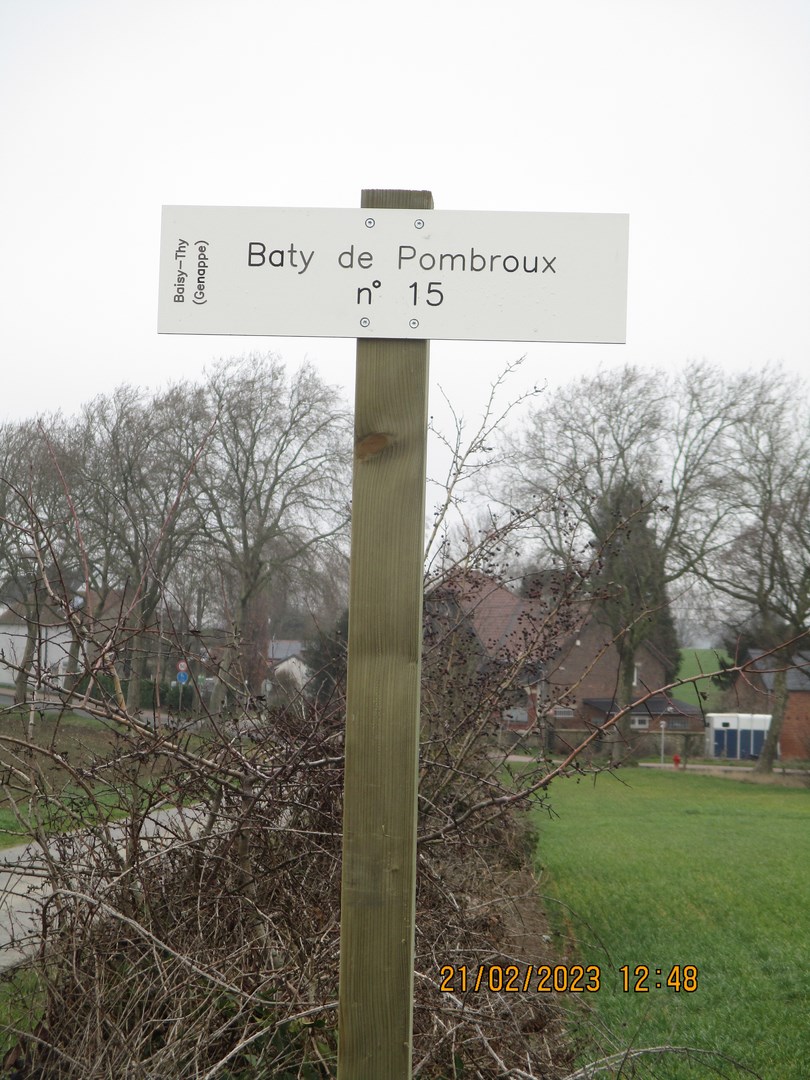 Baisy-Thy
(Genappe)
Baty de Pombroux
n° 15
21/02/2023 12:48